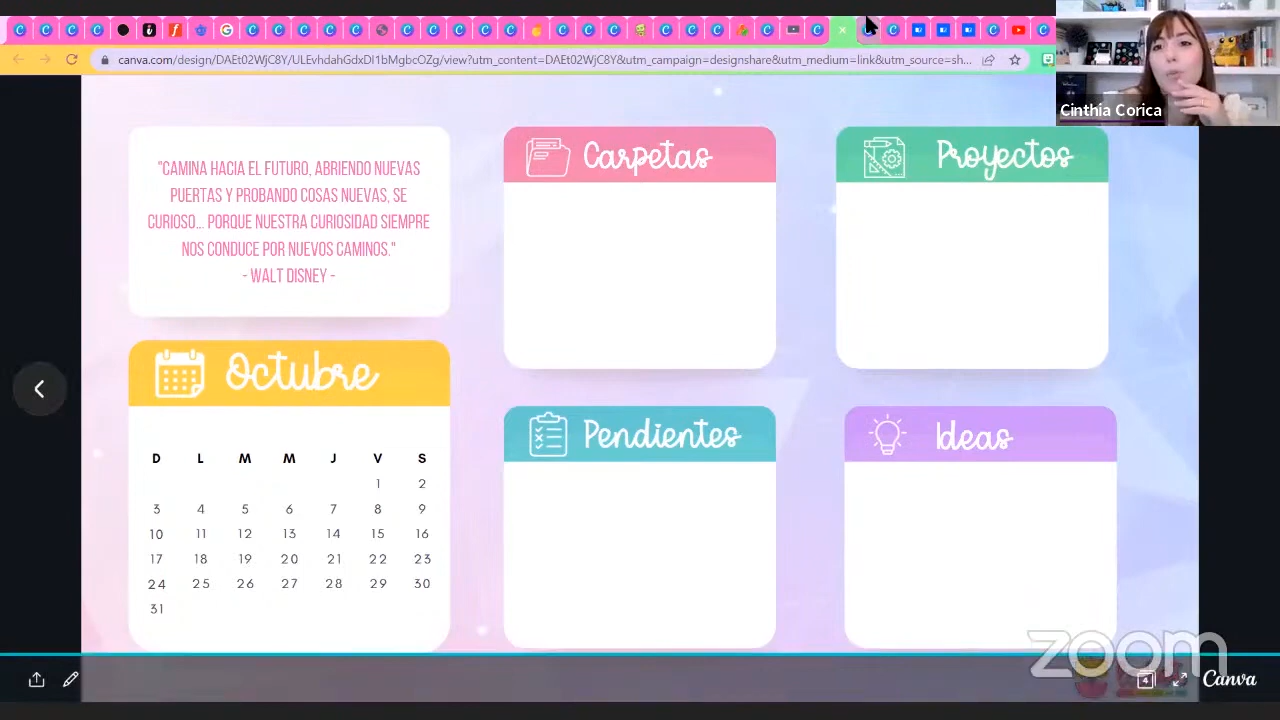 canva.com/design/DAEt02WjC8Y/ULEvhdahGdxDI1bMgbcOZg/view?utm_content=DAEt02WjC8Y&utm_campaign=designshare&utm_medium=link&utm_source=sh...
Cinthia Corica
"CAMINA HACIA EL FUTURO, ABRIENDO NUEVAS
PUERTAS Y PROBANDO COSAS NUEVAS, SE
CURIOSO... PORQUE NUESTRA CURIOSIDAD SIEMPRE
NOS CONDUCE POR NUEVOS CAMINOS."
- WALT DISNEY -
Carpetas
Proyectos
Octubre
D L M M J V S
1 2
3 4 5 6 7 8 9
10 11 12 13 14 15 16
17 18 19 20 21 22 23
24 25 26 27 28 29 30
31
Pendientes
Ideas
zoom
4
Canva